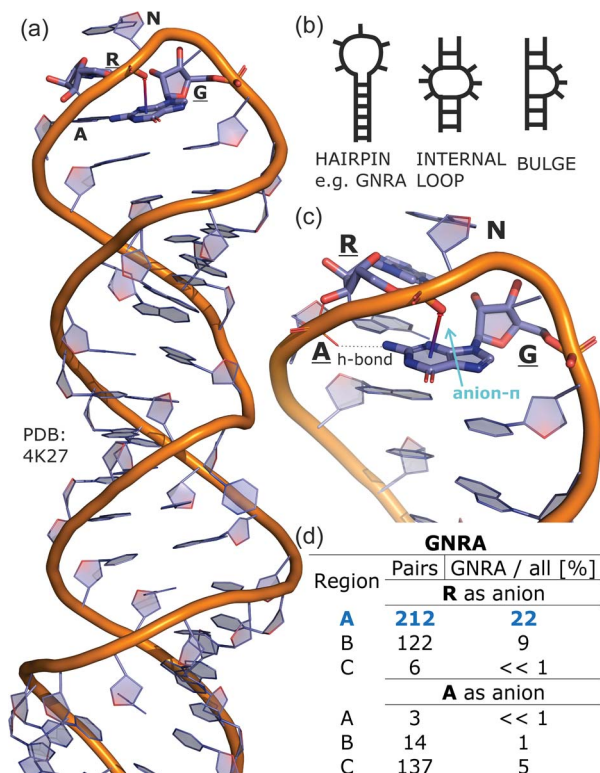 (a)
N
R
G
A
PDB:
4K27
(b)
HAIRPIN
e.g. GNRA
INTERNAL
LOOP
BULGE
(c)
R
N
A
h-bond
G
anion-π
(d)
GNRA
Region Pairs GNRA / all [%]
R as anion
A 212 22
B 122 9
C 6 << 1
A as anion
A 3 << 1
B 14 1
C 137 5